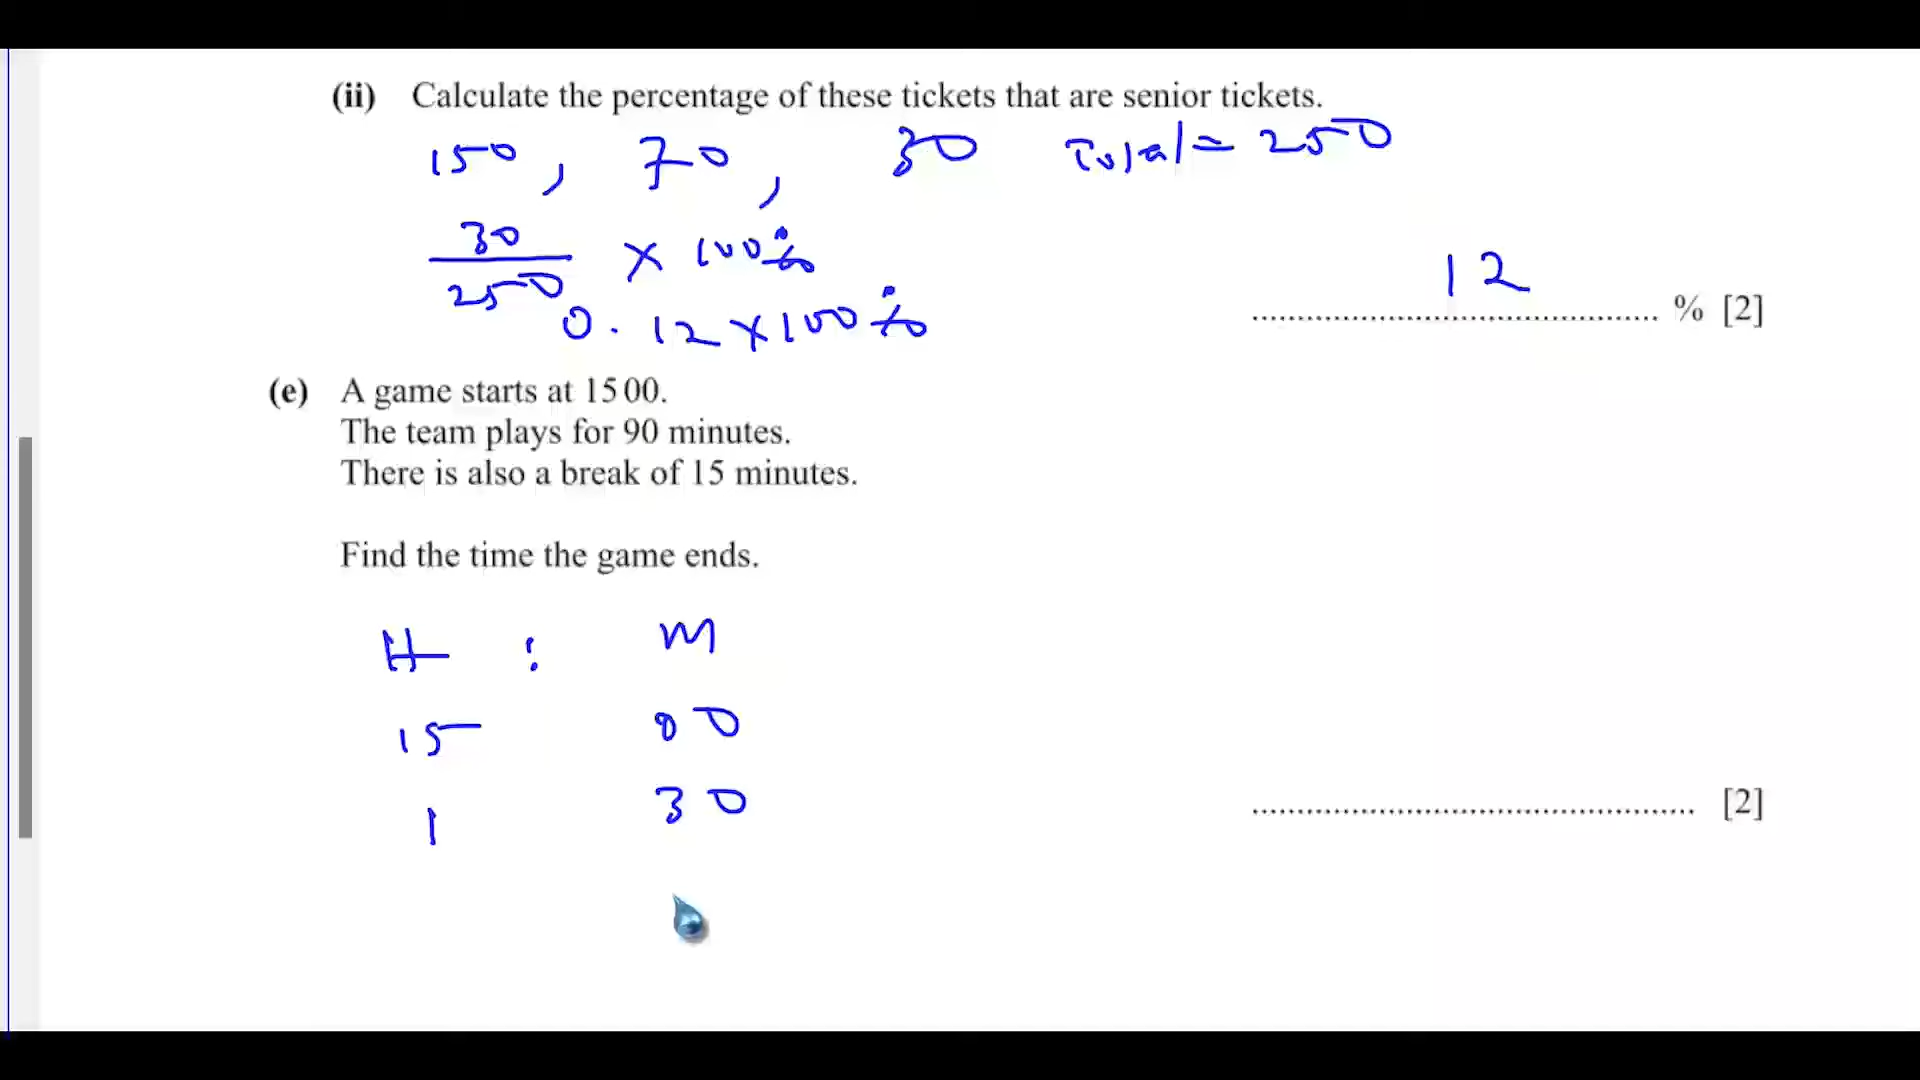 (ii) Calculate the percentage of these tickets that are senior tickets.
150 , 70 , 30 Total = 250
30/250 × 100%
0.12 × 100%
12
% [2]
(e) A game starts at 15 00.
The team plays for 90 minutes.
There is also a break of 15 minutes.
Find the time the game ends.
H : M
15 00
1 30
[2]